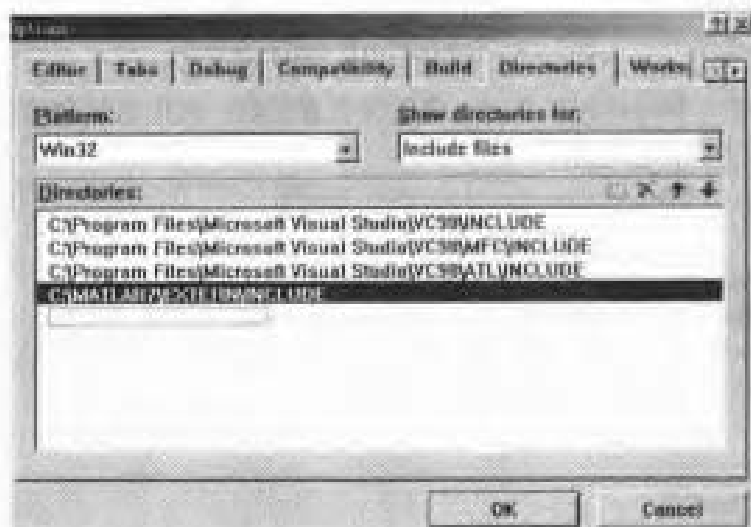 Editor Tabs Debug Compatibility Build Directories Works
Platform: Show directories for:
Win32 Include files
Directories:
C:\Program Files\Microsoft Visual Studio\VC98\INCLUDE
C:\Program Files\Microsoft Visual Studio\VC98\MFC\INCLUDE
C:\Program Files\Microsoft Visual Studio\VC98\ATL\INCLUDE
C:\MATLAB7\EXTERN\INCLUDE
OK Cancel